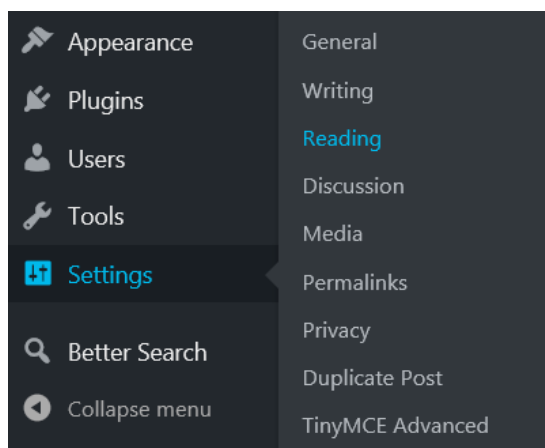 Appearance
Plugins
Users
Tools
Settings
Better Search
Collapse menu
General
Writing
Reading
Discussion
Media
Permalinks
Privacy
Duplicate Post
TinyMCE Advanced